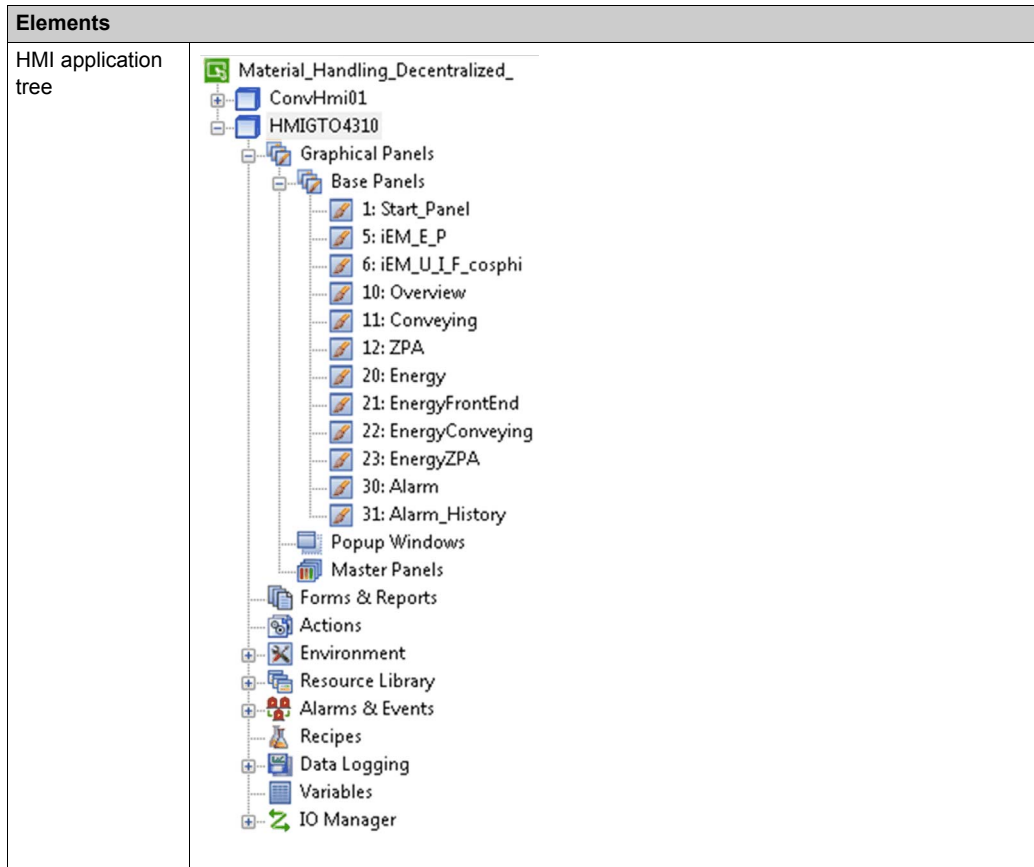 Elements
HMI application
tree
Material_Handling_Decentralized_
ConvHmi01
HMIGTO4310
Graphical Panels
Base Panels
1: Start_Panel
5: iEM_E_P
6: iEM_U_I_F_cosphi
10: Overview
11: Conveying
12: ZPA
20: Energy
21: EnergyFrontEnd
22: EnergyConveying
23: EnergyZPA
30: Alarm
31: Alarm_History
Popup Windows
Master Panels
Forms & Reports
Actions
Environment
Resource Library
Alarms & Events
Recipes
Data Logging
Variables
IO Manager